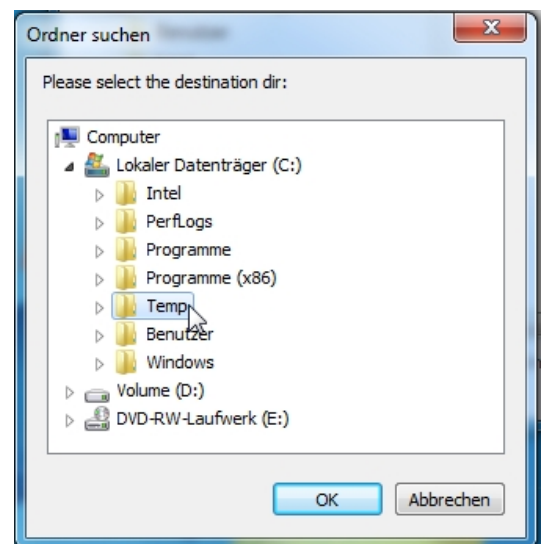 Ordner suchen
Please select the destination dir:
Computer
Lokaler Datenträger (C:)
Intel
PerfLogs
Programme
Programme (x86)
Temp
Benutzer
Windows
Volume (D:)
DVD-RW-Laufwerk (E:)
OK Abbrechen